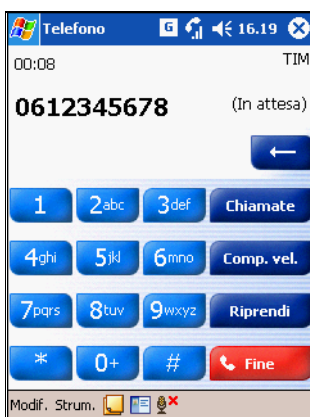 Telefono G 16.19
00:08 TIM
0612345678 (In attesa)
1 2abc 3def Chiamate
4ghi 5jkl 6mno Comp. vel.
7pqrs 8tuv 9wxyz Riprendi
* 0+ # Fine
Modif. Strum.